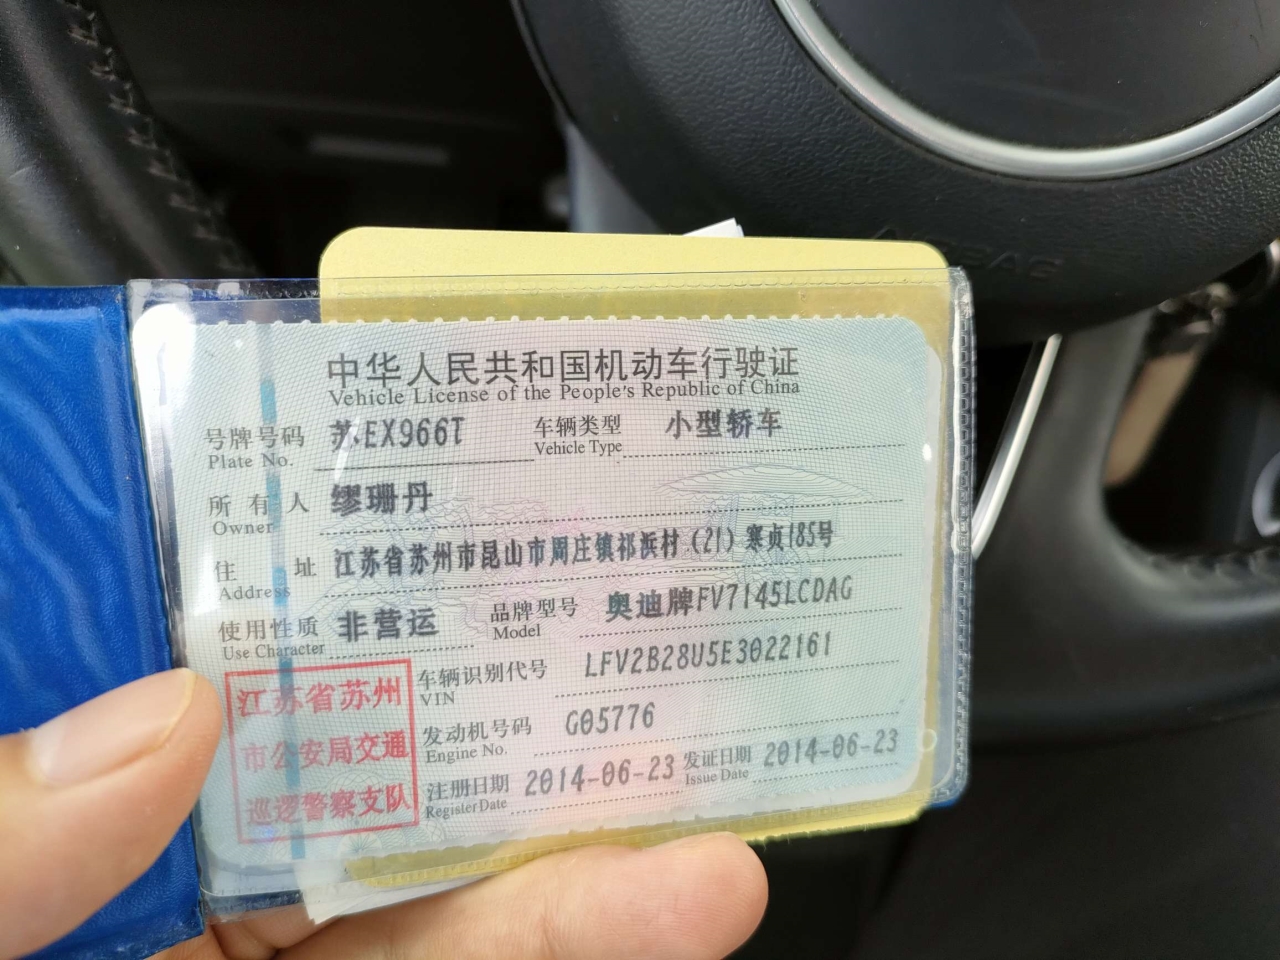 中华人民共和国机动车行驶证
Vehicle License of the People's Republic of China
号牌号码 苏EX966T 车辆类型 小型轿车
Plate No. Vehicle Type
所有人 缪珊丹
Owner
住址 江苏省苏州市昆山市周庄镇祁浜村(21)寒贞185号
Address
使用性质 非营运 品牌型号 奥迪牌FV7145LCDAG
Use Character Model
车辆识别代号 LFV2B28U5E3022161
VIN
发动机号码 G05776
Engine No.
注册日期 2014-06-23 发证日期 2014-06-23
Register Date Issue Date
江苏省苏州
市公安局交通
巡逻警察支队
AIRBAG